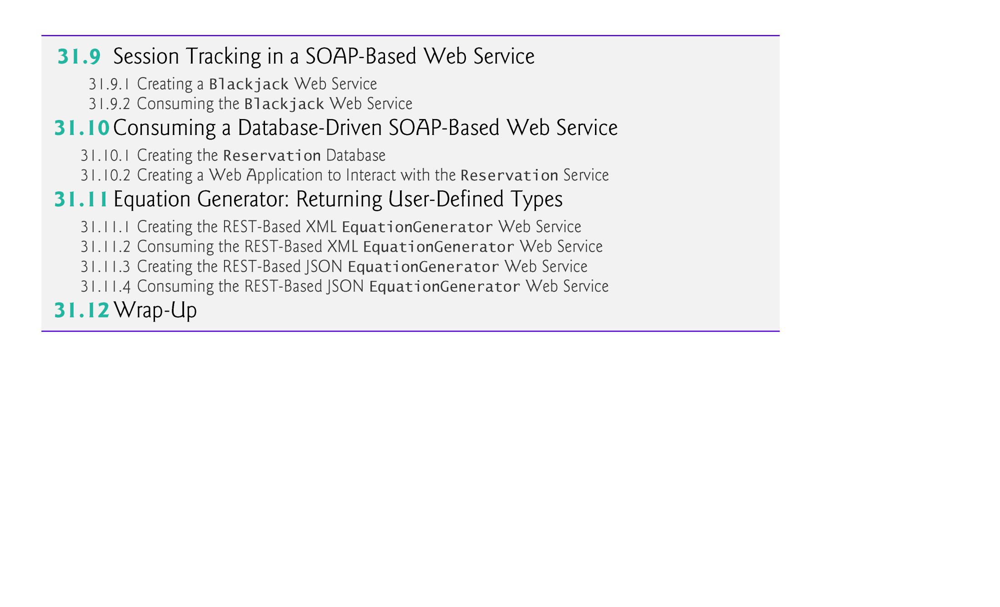 31.9 Session Tracking in a SOAP-Based Web Service
31.9.1 Creating a Blackjack Web Service
31.9.2 Consuming the Blackjack Web Service
31.10 Consuming a Database-Driven SOAP-Based Web Service
31.10.1 Creating the Reservation Database
31.10.2 Creating a Web Application to Interact with the Reservation Service
31.11 Equation Generator: Returning User-Defined Types
31.11.1 Creating the REST-Based XML EquationGenerator Web Service
31.11.2 Consuming the REST-Based XML EquationGenerator Web Service
31.11.3 Creating the REST-Based JSON EquationGenerator Web Service
31.11.4 Consuming the REST-Based JSON EquationGenerator Web Service
31.12 Wrap-Up